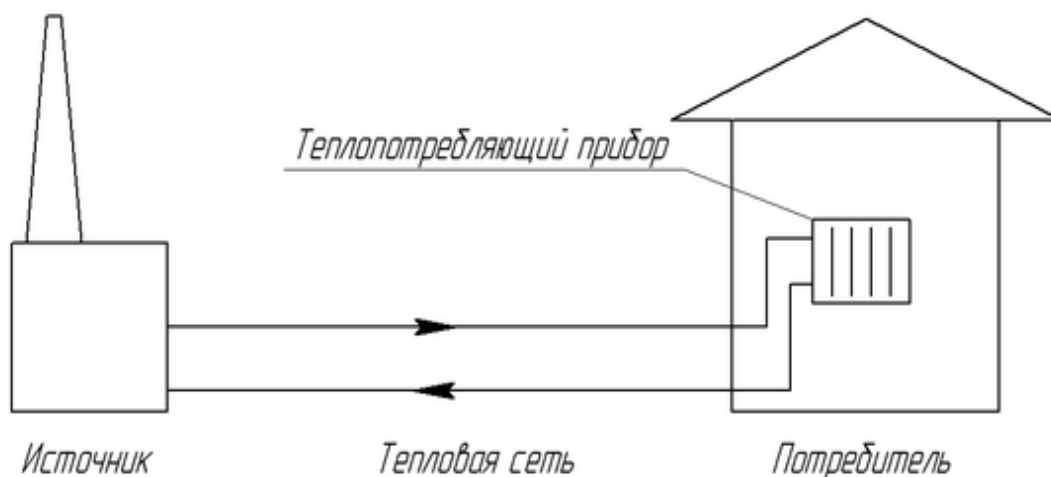 Теплопотребляющий прибор
Источник
Тепловая сеть
Потребитель